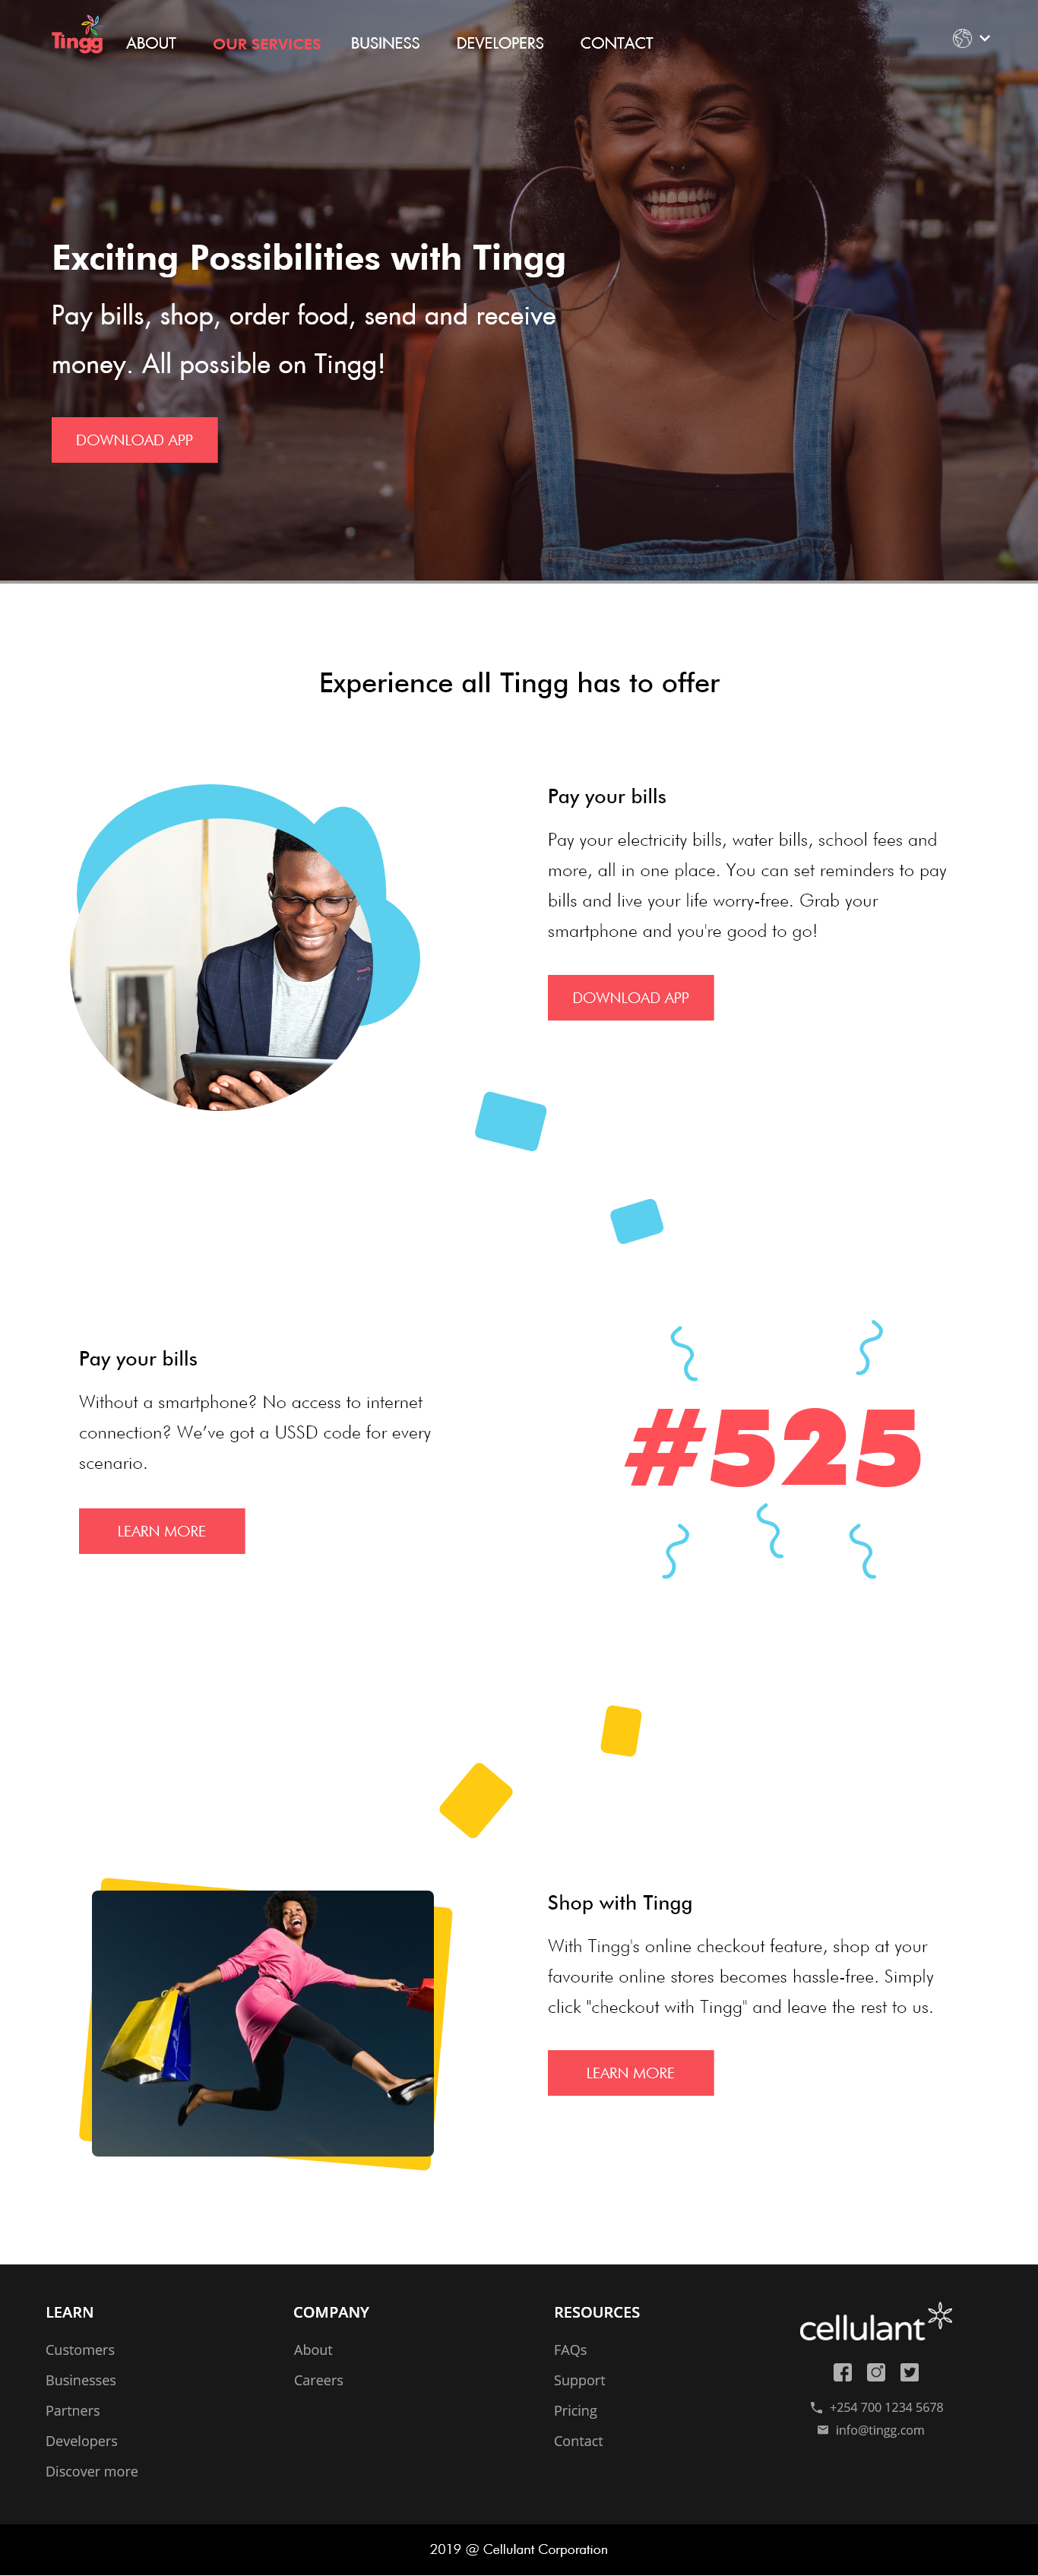 Tingg
ABOUT
OUR SERVICES
BUSINESS
DEVELOPERS
CONTACT
Exciting Possibilities with Tingg
Pay bills, shop, order food, send and receive
money. All possible on Tingg!
DOWNLOAD APP
Experience all Tingg has to offer
Pay your bills
Pay your electricity bills, water bills, school fees and
more, all in one place. You can set reminders to pay
bills and live your life worry-free. Grab your
smartphone and you're good to go!
DOWNLOAD APP
Pay your bills
Without a smartphone? No access to internet
connection? We’ve got a USSD code for every
scenario.
LEARN MORE
#525
Shop with Tingg
With Tingg's online checkout feature, shop at your
favourite online stores becomes hassle-free. Simply
click "checkout with Tingg" and leave the rest to us.
LEARN MORE
LEARN
Customers
Businesses
Partners
Developers
Discover more
COMPANY
About
Careers
RESOURCES
FAQs
Support
Pricing
Contact
cellulant
+254 700 1234 5678
info@tingg.com
2019 @ Cellulant Corporation